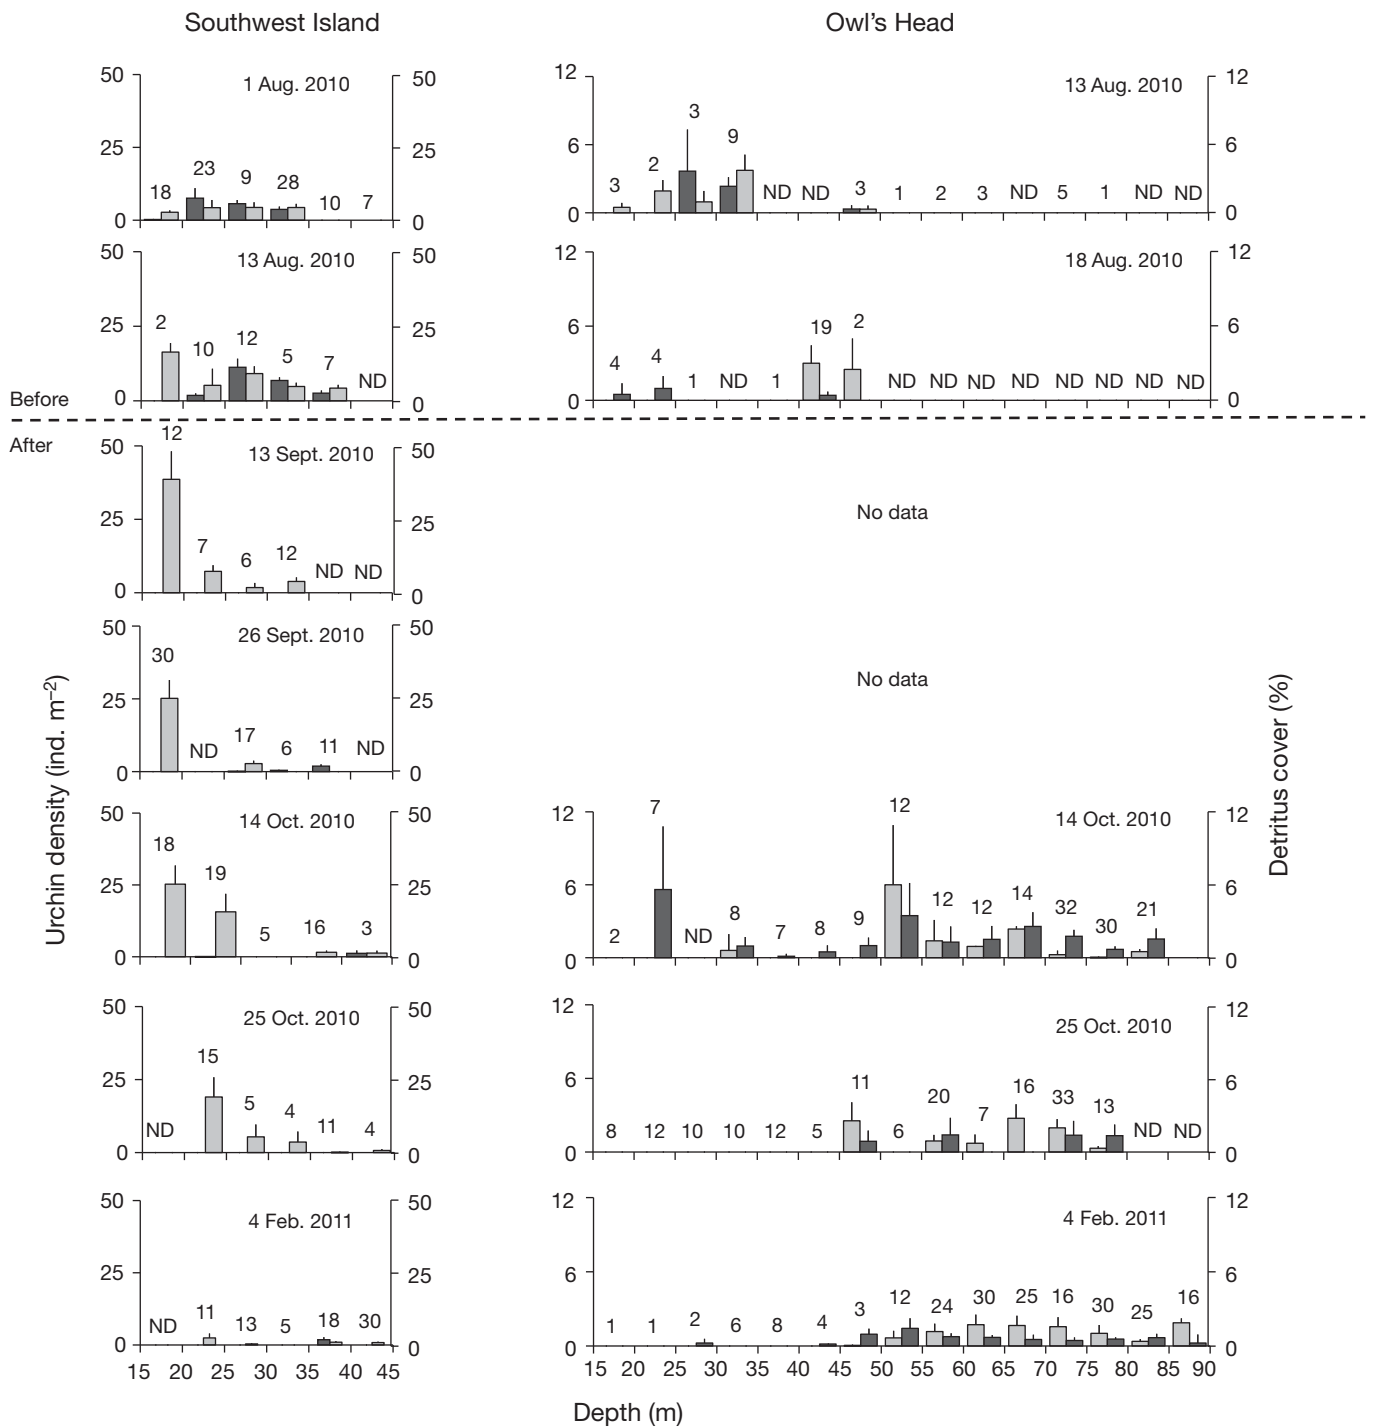 Southwest Island
Owl's Head
50
25
0
1 Aug. 2010
18 23 9 28 10 7
50
25
0
12
6
0
13 Aug. 2010
3 2 3 9 ND ND 3 1 2 3 ND 5 1 ND ND
12
6
0
50
25
0
13 Aug. 2010
2 10 12 5 7 ND
50
25
0
12
6
0
18 Aug. 2010
4 4 1 ND 1 19 2 ND ND ND ND ND ND ND ND
12
6
0
Before
After
50
25
0
13 Sept. 2010
12 7 6 12 ND ND
50
25
0
No data
50
25
0
26 Sept. 2010
30 ND 17 6 11 ND
50
25
0
No data
50
25
0
14 Oct. 2010
18 19 5 16 3
50
25
0
12
6
0
14 Oct. 2010
2 7 ND 8 7 8 9 12 12 12 14 32 30 21
12
6
0
50
25
0
25 Oct. 2010
ND 15 5 4 11 4
50
25
0
12
6
0
25 Oct. 2010
8 12 10 10 12 5 11 6 20 7 16 33 13 ND ND
12
6
0
50
25
0
4 Feb. 2011
ND 11 13 5 18 30
50
25
0
12
6
0
4 Feb. 2011
1 1 2 6 8 4 3 12 24 30 25 16 30 25 16
12
6
0
15 20 25 30 35 40 45
15 20 25 30 35 40 45 50 55 60 65 70 75 80 85 90
Urchin density (ind. m–2)
Detritus cover (%)
Depth (m)